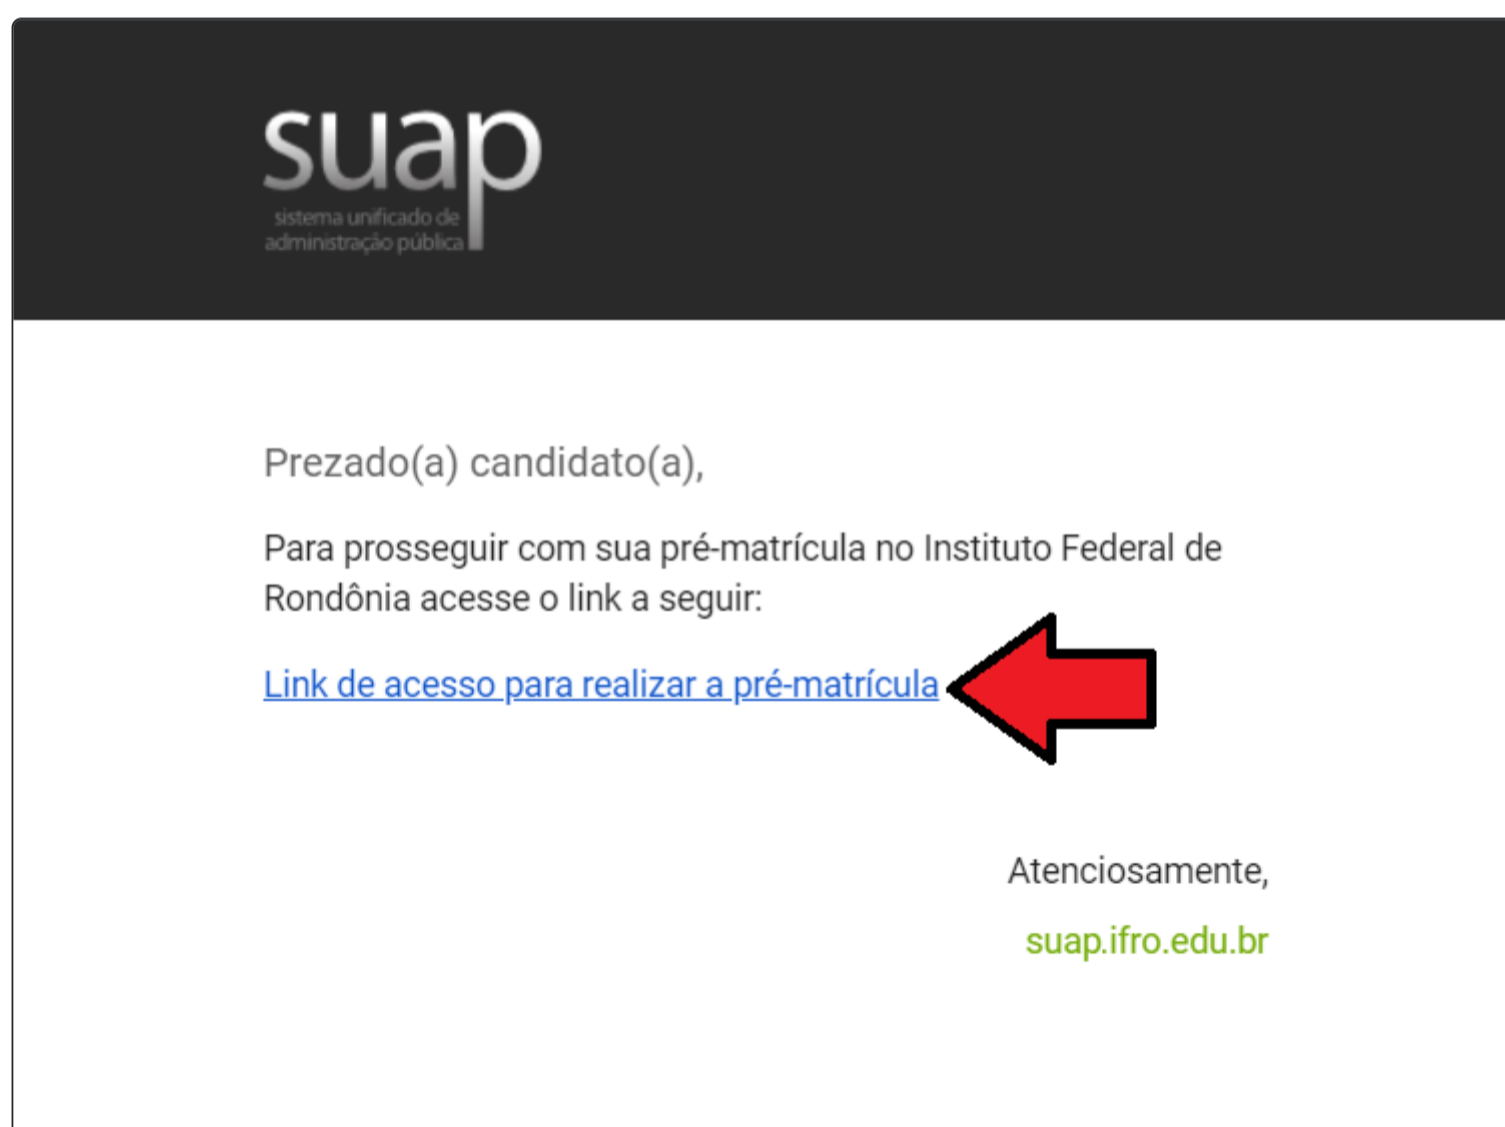 suap
sistema unificado de
administração pública
Prezado(a) candidato(a),
Para prosseguir com sua pré-matrícula no Instituto Federal de
Rondônia acesse o link a seguir:
Link de acesso para realizar a pré-matrícula
Atenciosamente,
suap.ifro.edu.br